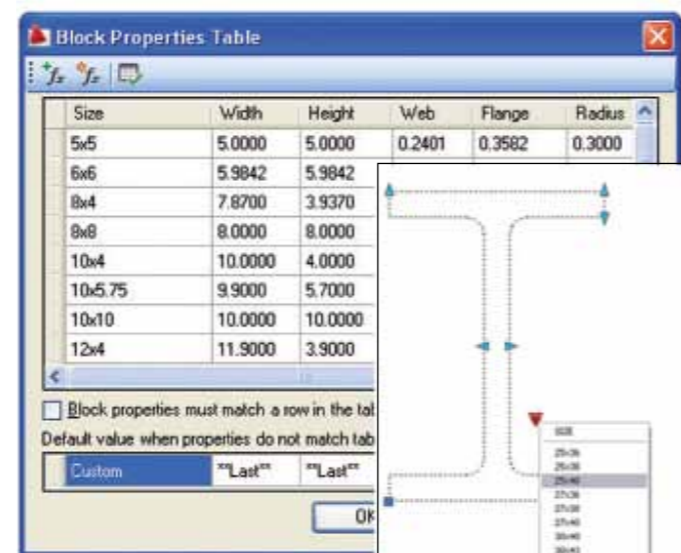 Block Properties Table
Size Width Height Web Flange Radius
5x5 5.0000 5.0000 0.2401 0.3582 0.3000
6x6 5.9842 5.9842
8x4 7.8700 3.9370
8x8 8.0000 8.0000
10x4 10.0000 4.0000
10x5.75 9.9000 5.7000
10x10 10.0000 10.0000
12x4 11.9000 3.9000
Block properties must match a row in the
Default value when properties do not match
Custom **Last** **Last**
SIZE
25x40
27x36